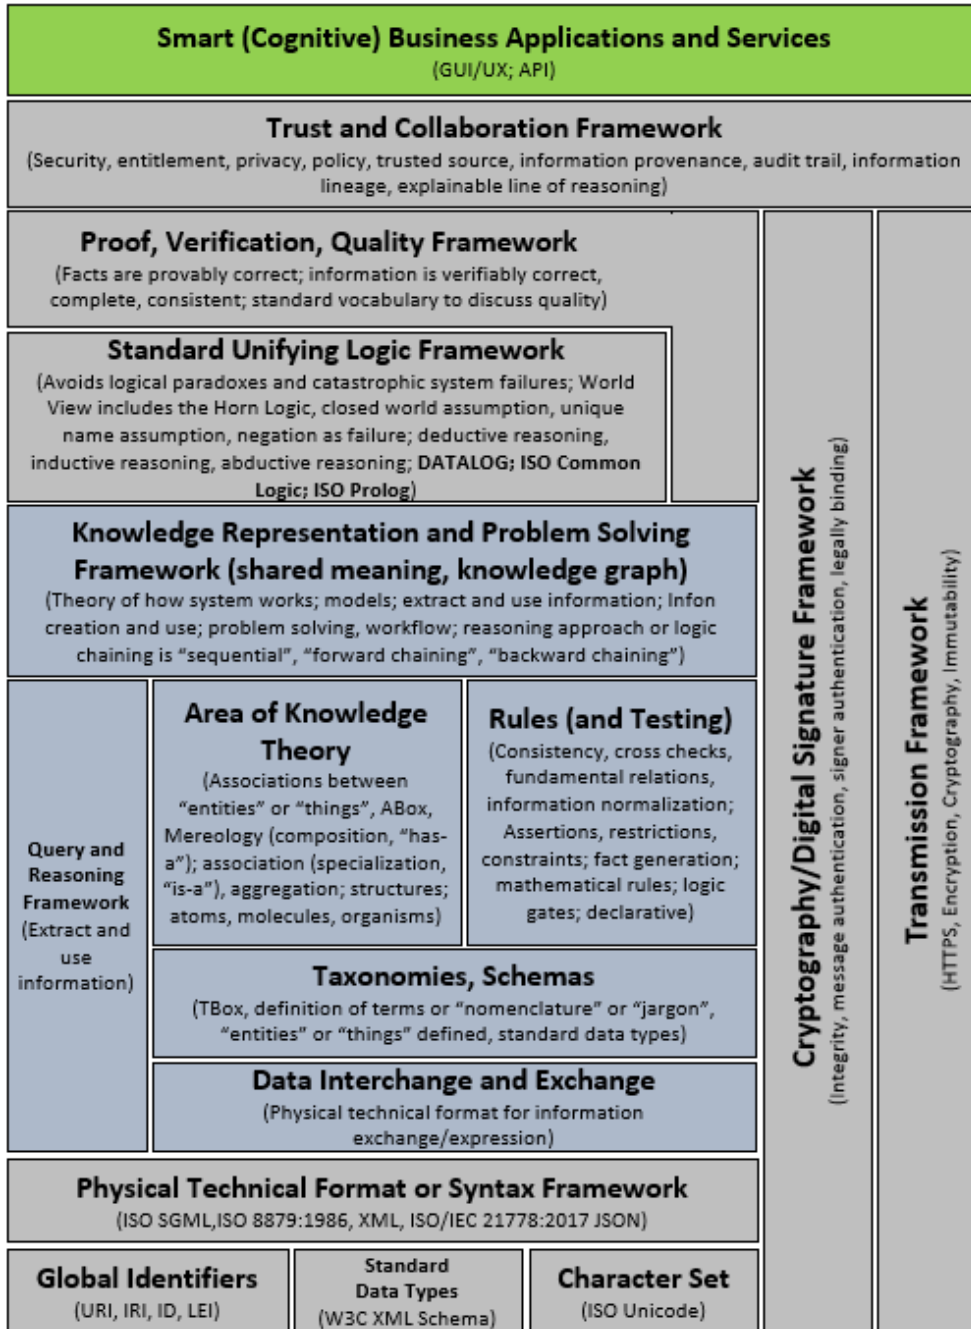 Smart (Cognitive) Business Applications and Services
(GUI/UX; API)
Trust and Collaboration Framework
(Security, entitlement, privacy, policy, trusted source, information provenance, audit trail, information
lineage, explainable line of reasoning)
Proof, Verification, Quality Framework
(Facts are provably correct; information is verifiably correct,
complete, consistent; standard vocabulary to discuss quality)
Standard Unifying Logic Framework
(Avoids logical paradoxes and catastrophic system failures; World
View includes the Horn Logic, closed world assumption, unique
name assumption, negation as failure; deductive reasoning,
inductive reasoning, abductive reasoning; DATALOG; ISO Common
Logic; ISO Prolog)
Knowledge Representation and Problem Solving
Framework (shared meaning, knowledge graph)
(Theory of how system works; models; extract and use information; Infon
creation and use; problem solving, workflow; reasoning approach or logic
chaining is “sequential”, “forward chaining”, “backward chaining”)
Query and
Reasoning
Framework
(Extract and
use
information)
Area of Knowledge
Theory
(Associations between
“entities” or “things”, ABox,
Mereology (composition, “has-
a”); association (specialization,
“is-a”), aggregation; structures;
atoms, molecules, organisms)
Rules (and Testing)
(Consistency, cross checks,
fundamental relations,
information normalization;
Assertions, restrictions,
constraints; fact generation;
mathematical rules; logic
gates; declarative)
Taxonomies, Schemas
(TBox, definition of terms or “nomenclature” or “jargon”,
“entities” or “things” defined, standard data types)
Data Interchange and Exchange
(Physical technical format for information
exchange/expression)
Physical Technical Format or Syntax Framework
(ISO SGML,ISO 8879:1986, XML, ISO/IEC 21778:2017 JSON)
Global Identifiers
(URI, IRI, ID, LEI)
Standard
Data Types
(W3C XML Schema)
Character Set
(ISO Unicode)
Cryptography/Digital Signature Framework
(Integrity, message authentication, signer authentication, legally binding)
Transmission Framework
(HTTPS, Encryption, Cryptography, Immutability)